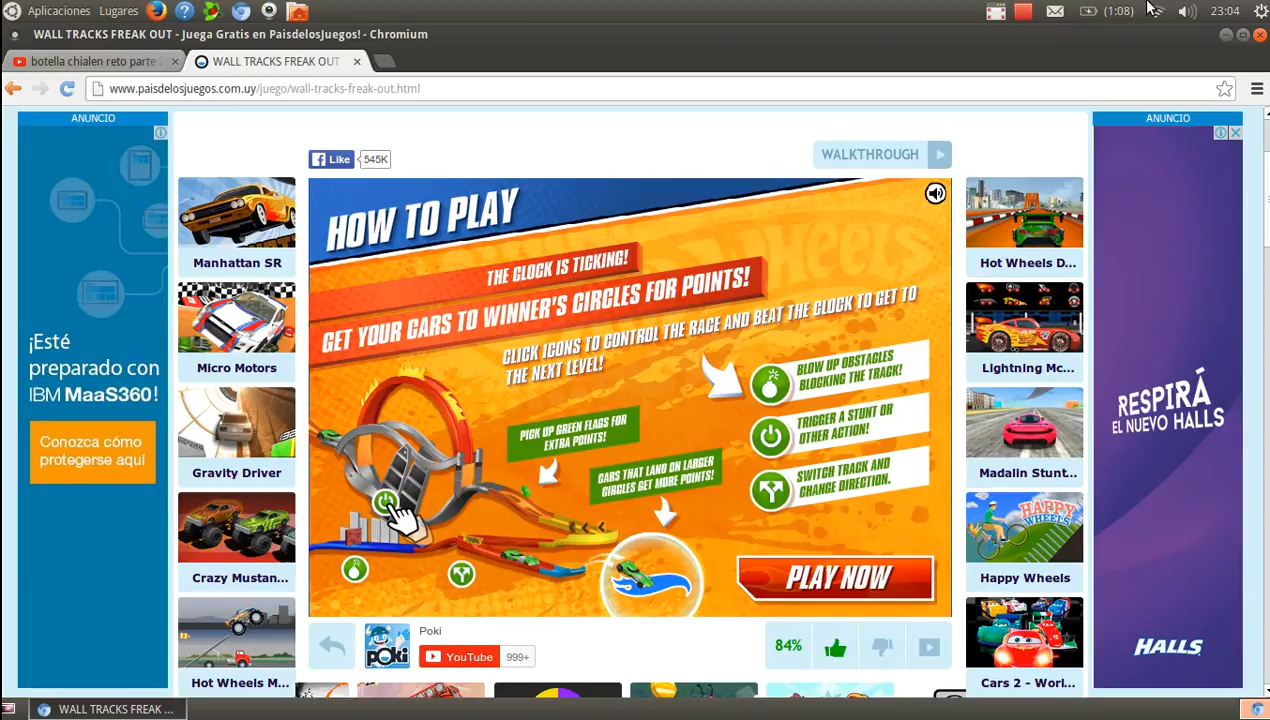 Aplicaciones Lugares
(1:08) 23:04
WALL TRACKS FREAK OUT - Juega Gratis en PaisdelosJuegos! - Chromium
botella chialen reto parte
WALL TRACKS FREAK OUT
www.paisdelosjuegos.com.uy/juego/wall-tracks-freak-out.html
ANUNCIO
¡Esté
preparado con
IBM MaaS360!
Conozca cómo
protegerse aquí
Manhattan SR
Micro Motors
Gravity Driver
Crazy Mustan...
Hot Wheels M...
Like 545K
WALKTHROUGH
HOW TO PLAY
THE CLOCK IS TICKING!
GET YOUR CARS TO WINNER'S CIRCLES FOR POINTS!
CLICK ICONS TO CONTROL THE RACE AND BEAT THE CLOCK TO GET TO
THE NEXT LEVEL!
BLOW UP OBSTACLES
BLOCKING THE TRACK!
TRIGGER A STUNT OR
OTHER ACTION!
SWITCH TRACK AND
CHANGE DIRECTION.
PICK UP GREEN FLAGS FOR
EXTRA POINTS!
CARS THAT LAND ON LARGER
CIRCLES GET MORE POINTS!
PLAY NOW
POKi
Poki
YouTube 999+
84%
Hot Wheels D...
Lightning Mc...
Madalin Stunt...
HAPPY
WHEELS
Happy Wheels
Cars 2 - Worl...
ANUNCIO
RESPIRÁ
EL NUEVO HALLS
HALLS
WALL TRACKS FREAK ...